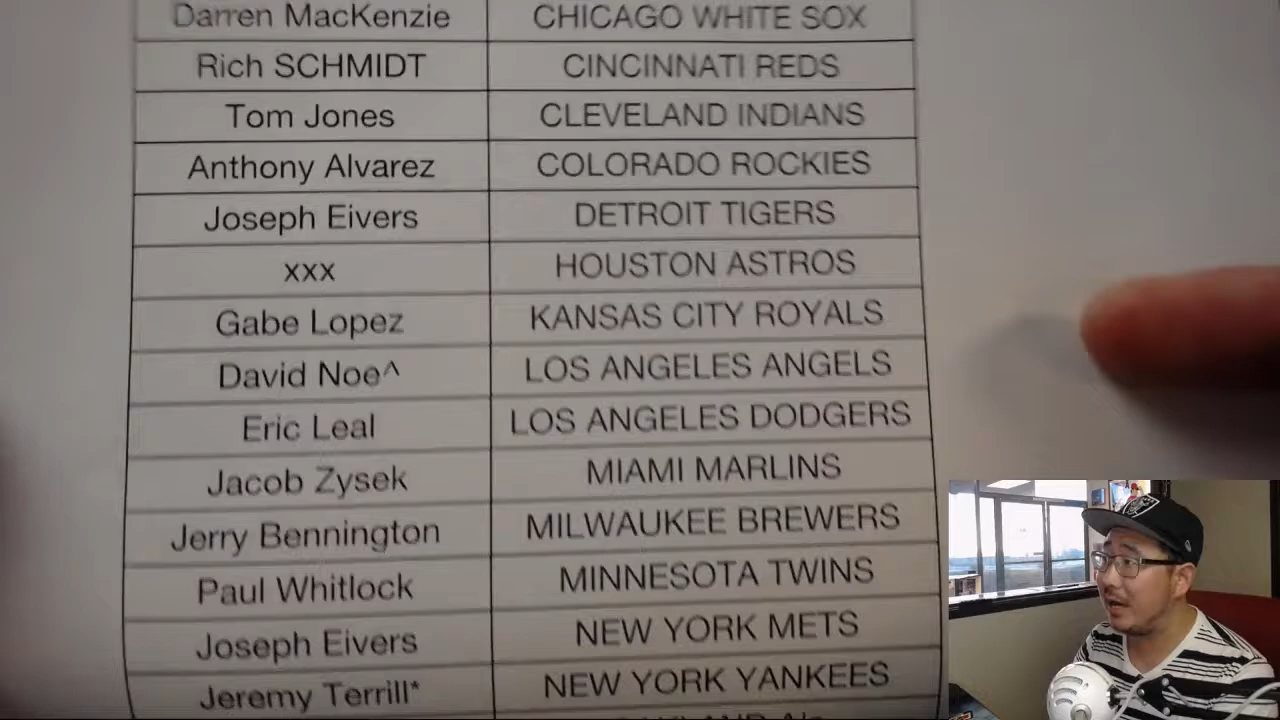 Darren MacKenzie CHICAGO WHITE SOX
Rich SCHMIDT CINCINNATI REDS
Tom Jones CLEVELAND INDIANS
Anthony Alvarez COLORADO ROCKIES
Joseph Eivers DETROIT TIGERS
xxx HOUSTON ASTROS
Gabe Lopez KANSAS CITY ROYALS
David Noe^ LOS ANGELES ANGELS
Eric Leal LOS ANGELES DODGERS
Jacob Zysek MIAMI MARLINS
Jerry Bennington MILWAUKEE BREWERS
Paul Whitlock MINNESOTA TWINS
Joseph Eivers NEW YORK METS
Jeremy Terrill* NEW YORK YANKEES